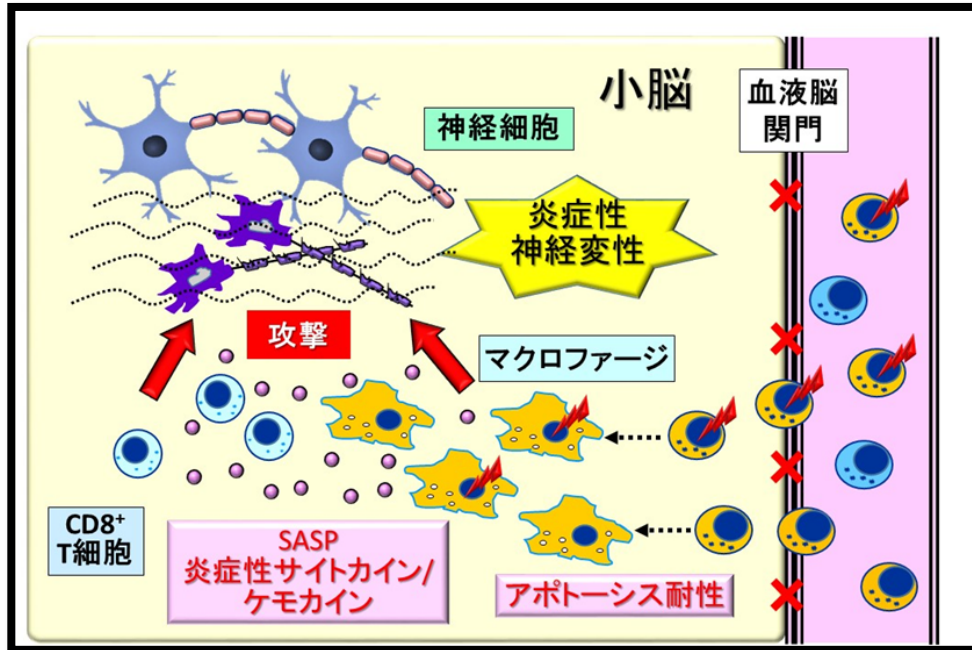 小脳
血液脳
関門
神経細胞
炎症性
神経変性
攻撃
マクロファージ
CD8⁺
T細胞
SASP
炎症性サイトカイン/
ケモカイン
アポトーシス耐性